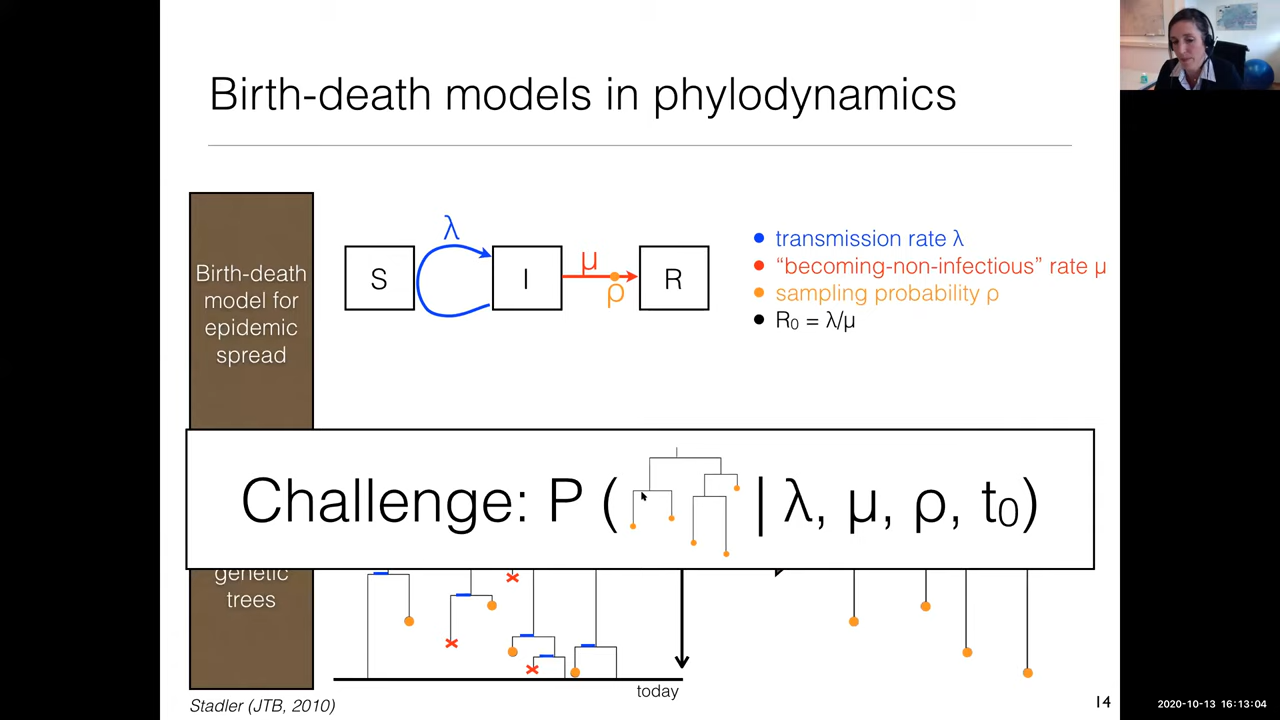 Birth-death models in phylodynamics
Birth-death
model for
epidemic
spread
λ
S
I
μ
ρ
R
transmission rate λ
“becoming-non-infectious” rate μ
sampling probability ρ
R₀ = λ/μ
Challenge: P ( | λ, μ, ρ, t₀)
genetic
trees
today
Stadler (JTB, 2010)
14
2020-10-13 16:13:04